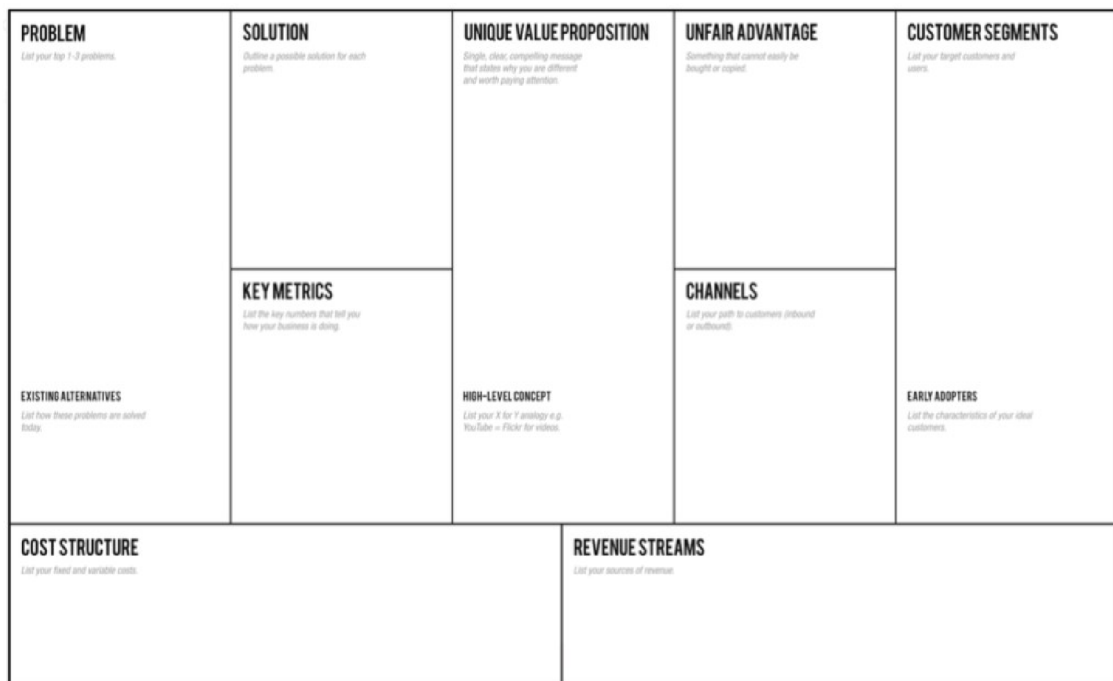 PROBLEM
List your top 1-3 problems.
EXISTING ALTERNATIVES
List how these problems are solved
today.
SOLUTION
Outline a possible solution for each
problem.
KEY METRICS
List the key numbers that tell you
how your business is doing.
UNIQUE VALUE PROPOSITION
Single, clear, compelling message
that states why you are different
and worth paying attention.
HIGH-LEVEL CONCEPT
List your X for Y analogy e.g.
YouTube = Flickr for videos.
UNFAIR ADVANTAGE
Something that cannot easily be
bought or copied.
CHANNELS
List your path to customers (inbound
or outbound).
CUSTOMER SEGMENTS
List your target customers and
users.
EARLY ADOPTERS
List the characteristics of your ideal
customers.
COST STRUCTURE
List your fixed and variable costs.
REVENUE STREAMS
List your sources of revenue.